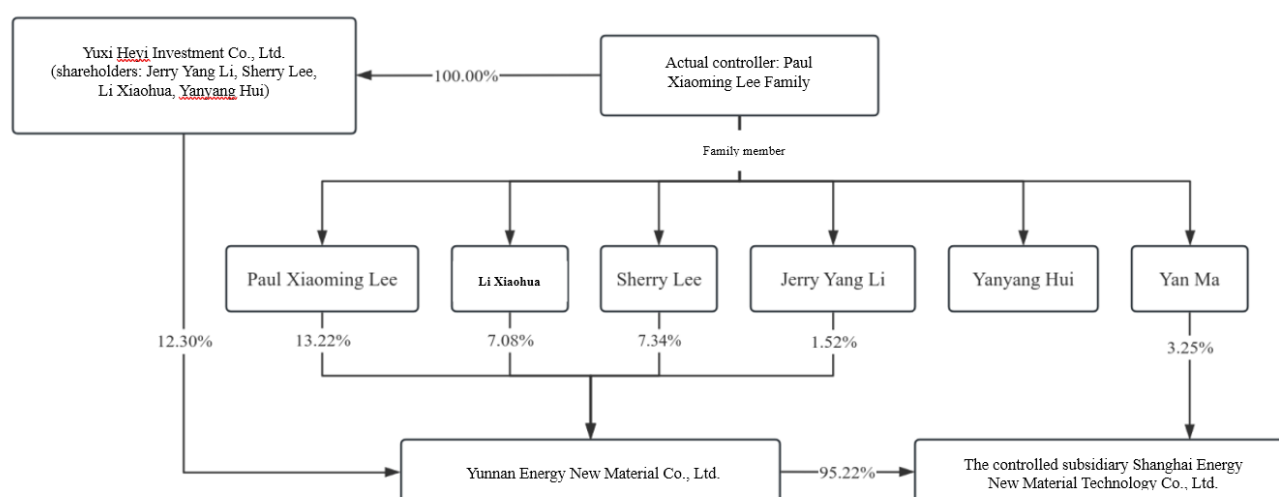 Yuxi Heyi Investment Co., Ltd.
(shareholders: Jerry Yang Li, Sherry Lee,
Li Xiaohua, Yanyang Hui)
100.00%
Actual controller: Paul
Xiaoming Lee Family
Family member
Paul Xiaoming Lee
Li Xiaohua
Sherry Lee
Jerry Yang Li
Yanyang Hui
Yan Ma
12.30%
13.22%
7.08%
7.34%
1.52%
3.25%
Yunnan Energy New Material Co., Ltd.
95.22%
The controlled subsidiary Shanghai Energy
New Material Technology Co., Ltd.